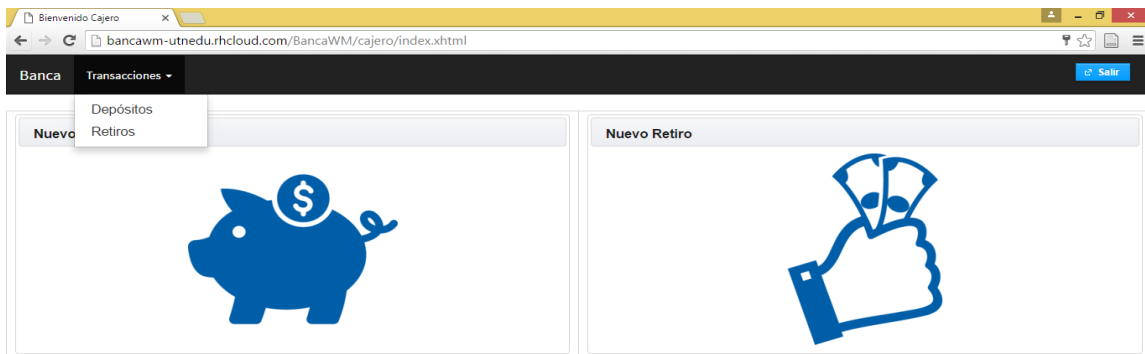 Bienvenido Cajero
bancawm-utnedu.rhcloud.com/BancaWM/cajero/index.xhtml
Banca Transacciones Salir
Depósitos
Retiros
Nuevo
Nuevo Retiro
$